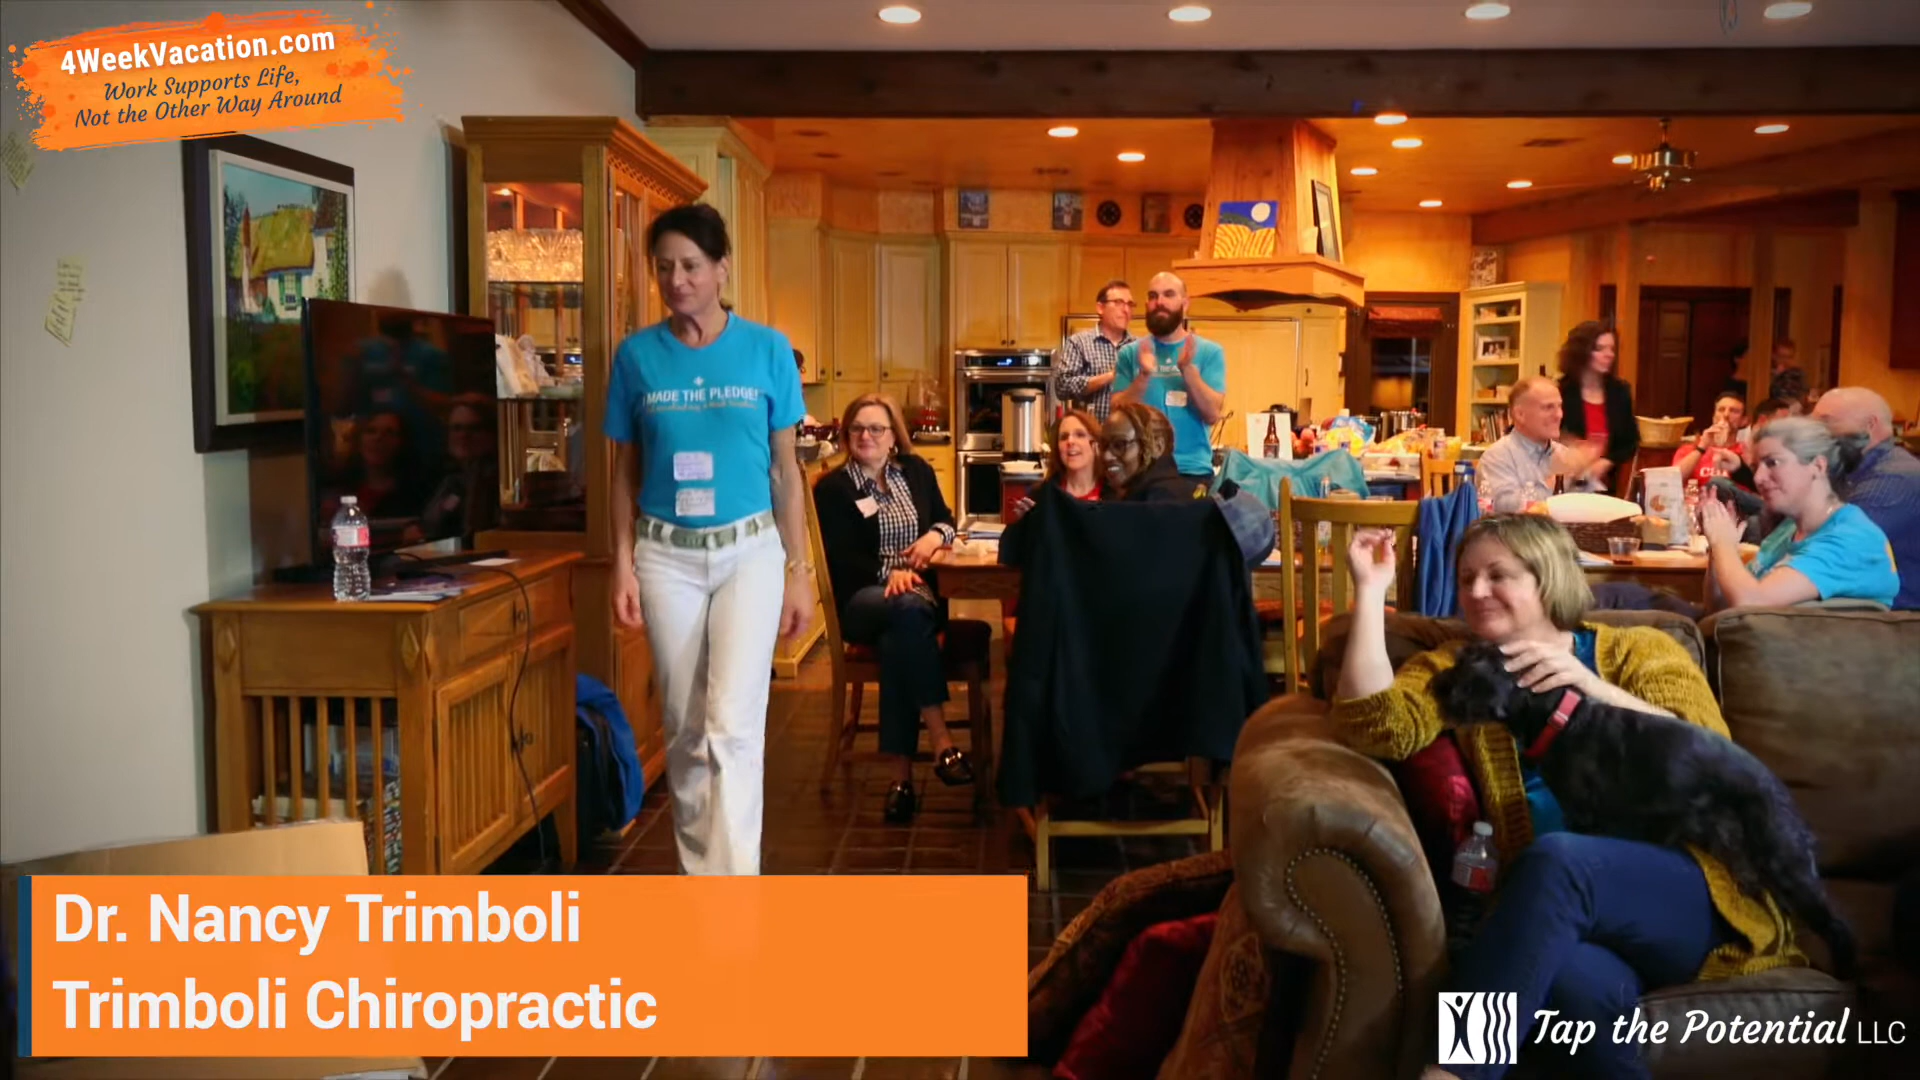 4WeekVacation.com
Work Supports Life,
Not the Other Way Around
I MADE THE PLEDGE!
Dr. Nancy Trimboli
Trimboli Chiropractic
Tap the Potential LLC